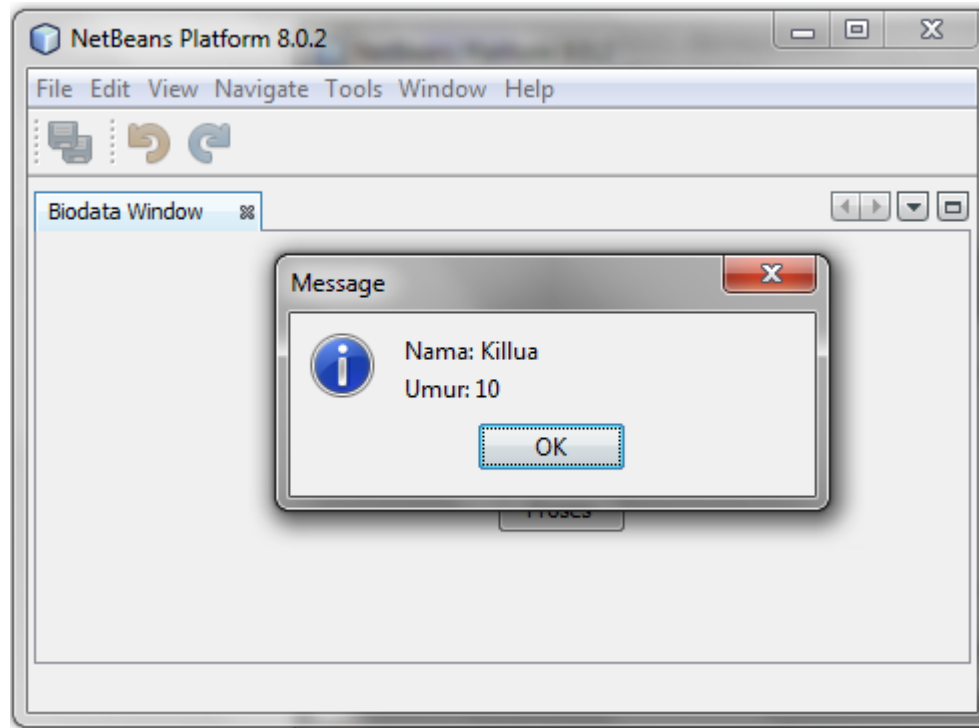 NetBeans Platform 8.0.2
File Edit View Navigate Tools Window Help
Biodata Window
Message
Nama: Killua
Umur: 10
OK
Proses